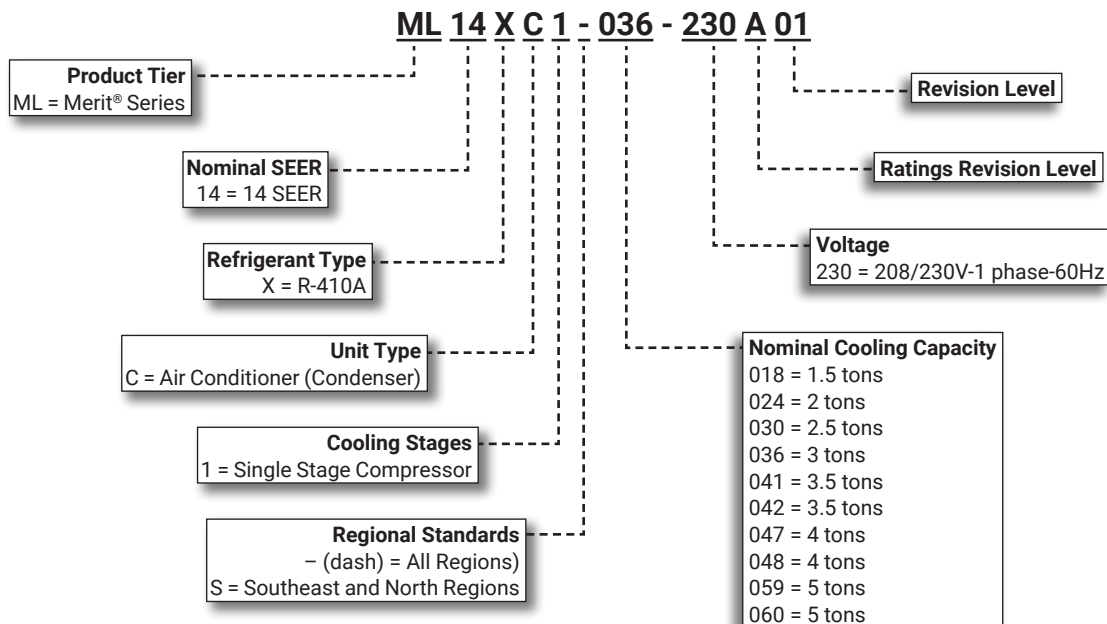 ML 14 X C 1 - 036 - 230 A 01
Product Tier
ML = Merit® Series
Nominal SEER
14 = 14 SEER
Refrigerant Type
X = R-410A
Unit Type
C = Air Conditioner (Condenser)
Cooling Stages
1 = Single Stage Compressor
Regional Standards
– (dash) = All Regions)
S = Southeast and North Regions
Revision Level
Ratings Revision Level
Voltage
230 = 208/230V-1 phase-60Hz
Nominal Cooling Capacity
018 = 1.5 tons
024 = 2 tons
030 = 2.5 tons
036 = 3 tons
041 = 3.5 tons
042 = 3.5 tons
047 = 4 tons
048 = 4 tons
059 = 5 tons
060 = 5 tons